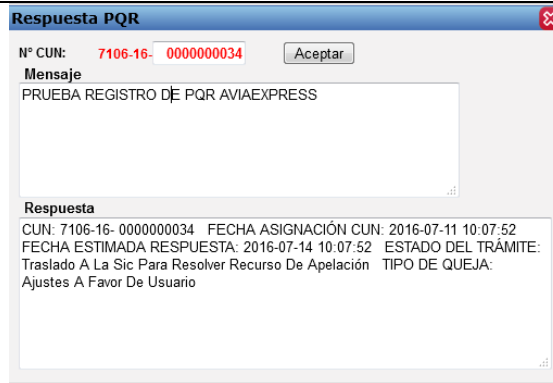 Respuesta PQR
N° CUN: 7106-16- 0000000034 Aceptar
Mensaje
PRUEBA REGISTRO DE PQR AVIAEXPRESS
Respuesta
CUN: 7106-16- 0000000034 FECHA ASIGNACIÓN CUN: 2016-07-11 10:07:52
FECHA ESTIMADA RESPUESTA: 2016-07-14 10:07:52 ESTADO DEL TRÁMITE:
Traslado A La Sic Para Resolver Recurso De Apelación TIPO DE QUEJA:
Ajustes A Favor De Usuario